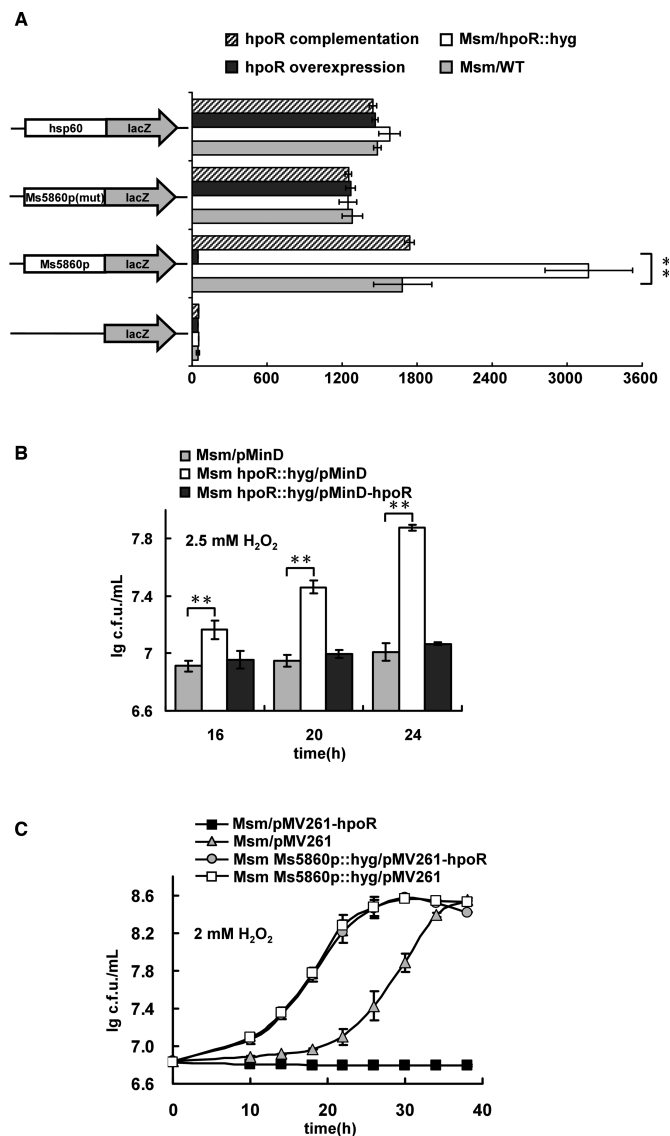 A
hpoR complementation
Msm/hpoR::hyg
hpoR overexpression
Msm/WT
hsp60 lacZ
Ms5860p(mut) lacZ
Ms5860p lacZ
**
lacZ
0 600 1200 1800 2400 3000 3600
B
Msm/pMinD
Msm hpoR::hyg/pMinD
Msm hpoR::hyg/pMinD-hpoR
2.5 mM H₂O₂
** ** **
lg c.f.u./mL
7.8
7.4
7
6.6
16 20 24
time(h)
C
Msm/pMV261-hpoR
Msm/pMV261
Msm Ms5860p::hyg/pMV261-hpoR
Msm Ms5860p::hyg/pMV261
2 mM H₂O₂
lg c.f.u./mL
8.6
8.2
7.8
7.4
7.0
6.6
0 10 20 30 40
time(h)